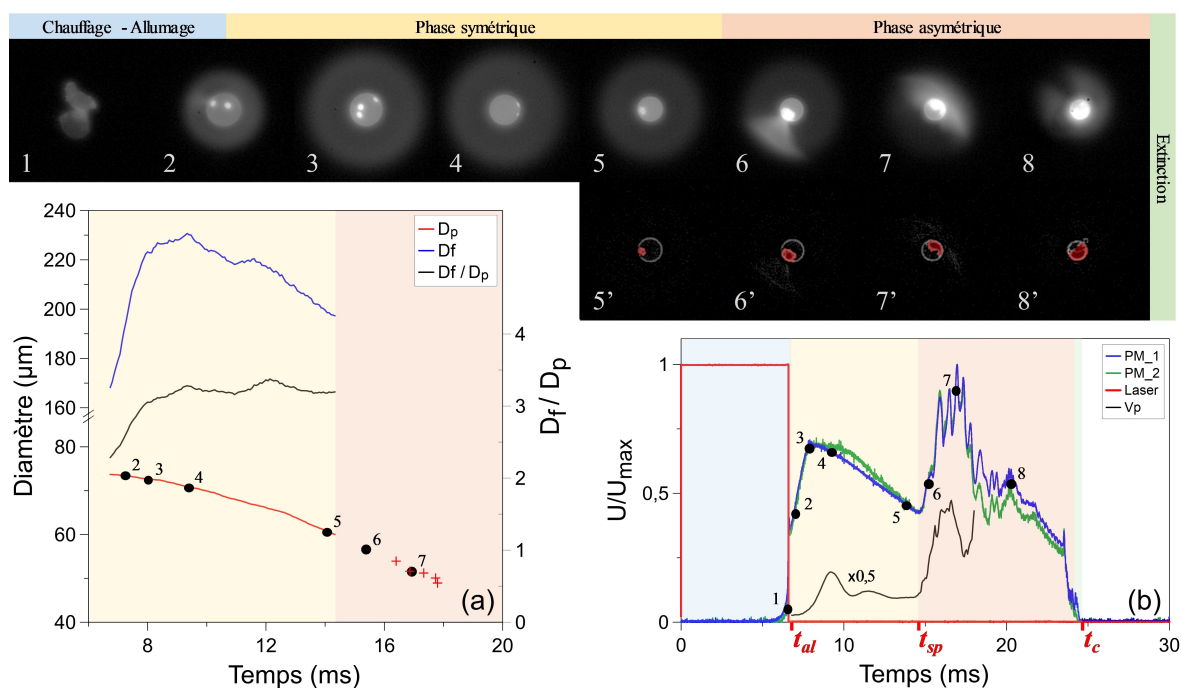 Chauffage - Allumage
Phase symétrique
Phase asymétrique
Extinction
1
2
3
4
5
6
7
8
5’
6’
7’
8’
240
220
200
180
160
80
60
40
Diamètre (µm)
8
12
16
20
Temps (ms)
4
3
2
1
0
Df / Dp
Dp
Df
Df / Dp
2
3
4
5
6
7
(a)
1
0,5
0
U/Umax
0
10
20
30
Temps (ms)
tal
tsp
tc
PM_1
PM_2
Laser
Vp
1
2
3
4
5
6
7
8
x0,5
(b)